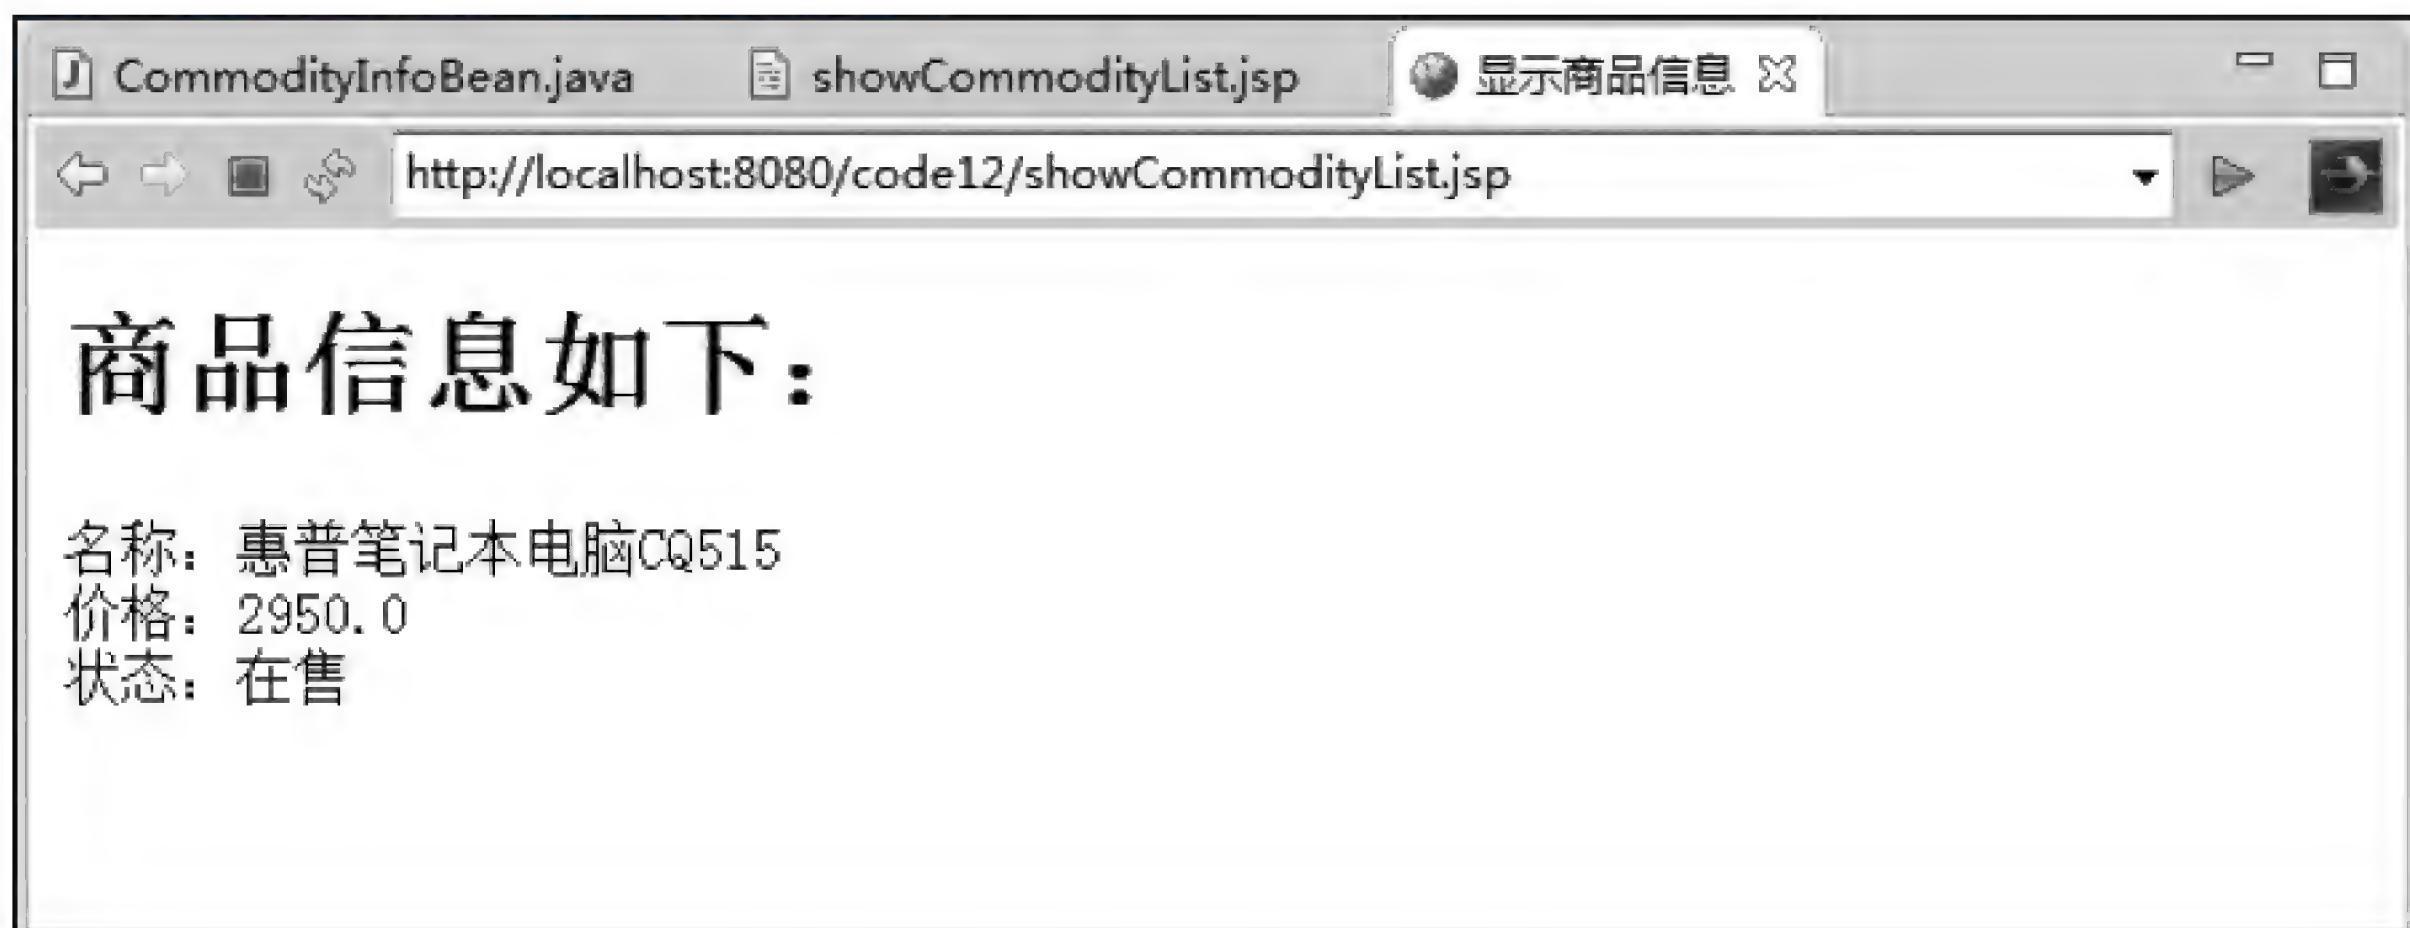 CommodityInfoBean.java showCommodityList.jsp 显示商品信息
http://localhost:8080/code12/showCommodityList.jsp
商品信息如下：
名称：惠普笔记本电脑CQ515
价格：2950.0
状态：在售